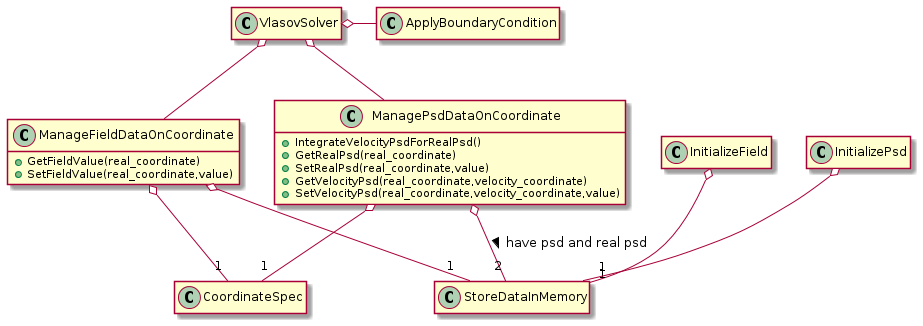 C VlasovSolver
C ApplyBoundaryCondition
C ManageFieldDataOnCoordinate
GetFieldValue(real_coordinate)
SetFieldValue(real_coordinate,value)
C ManagePsdDataOnCoordinate
IntegrateVelocityPsdForRealPsd()
GetRealPsd(real_coordinate)
SetRealPsd(real_coordinate,value)
GetVelocityPsd(real_coordinate,velocity_coordinate)
SetVelocityPsd(real_coordinate,velocity_coordinate,value)
C InitializeField
C InitializePsd
have psd and real psd
1
1
1
2
1
1
C CoordinateSpec
C StoreDataInMemory